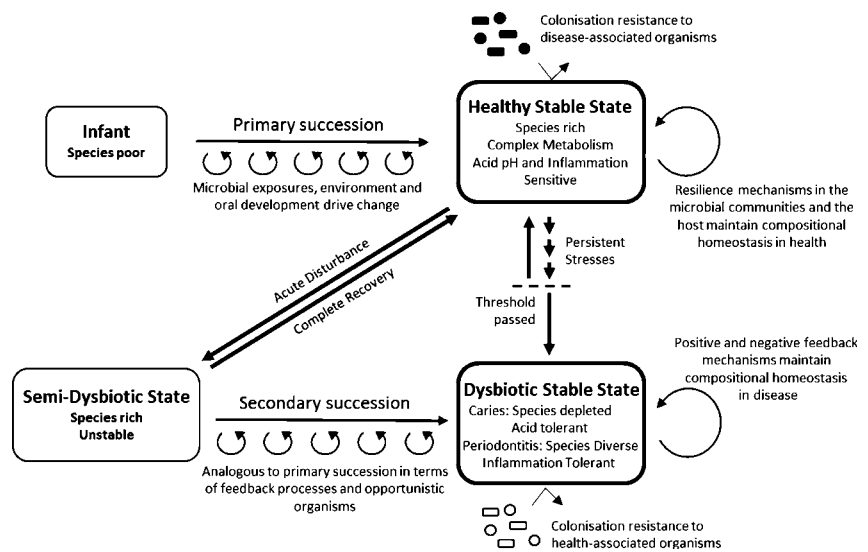 Colonisation resistance to
disease-associated organisms
Infant
Species poor
Primary succession
Microbial exposures, environment and
oral development drive change
Healthy Stable State
Species rich
Complex Metabolism
Acid pH and Inflammation
Sensitive
Resilience mechanisms in the
microbial communities and the
host maintain compositional
homeostasis in health
Acute Disturbance
Complete Recovery
Persistent
Stresses
Threshold
passed
Semi-Dysbiotic State
Species rich
Unstable
Secondary succession
Analogous to primary succession in terms
of feedback processes and opportunistic
organisms
Dysbiotic Stable State
Caries: Species depleted
Acid tolerant
Periodontitis: Species Diverse
Inflammation Tolerant
Positive and negative feedback
mechanisms maintain
compositional homeostasis
in disease
Colonisation resistance to
health-associated organisms